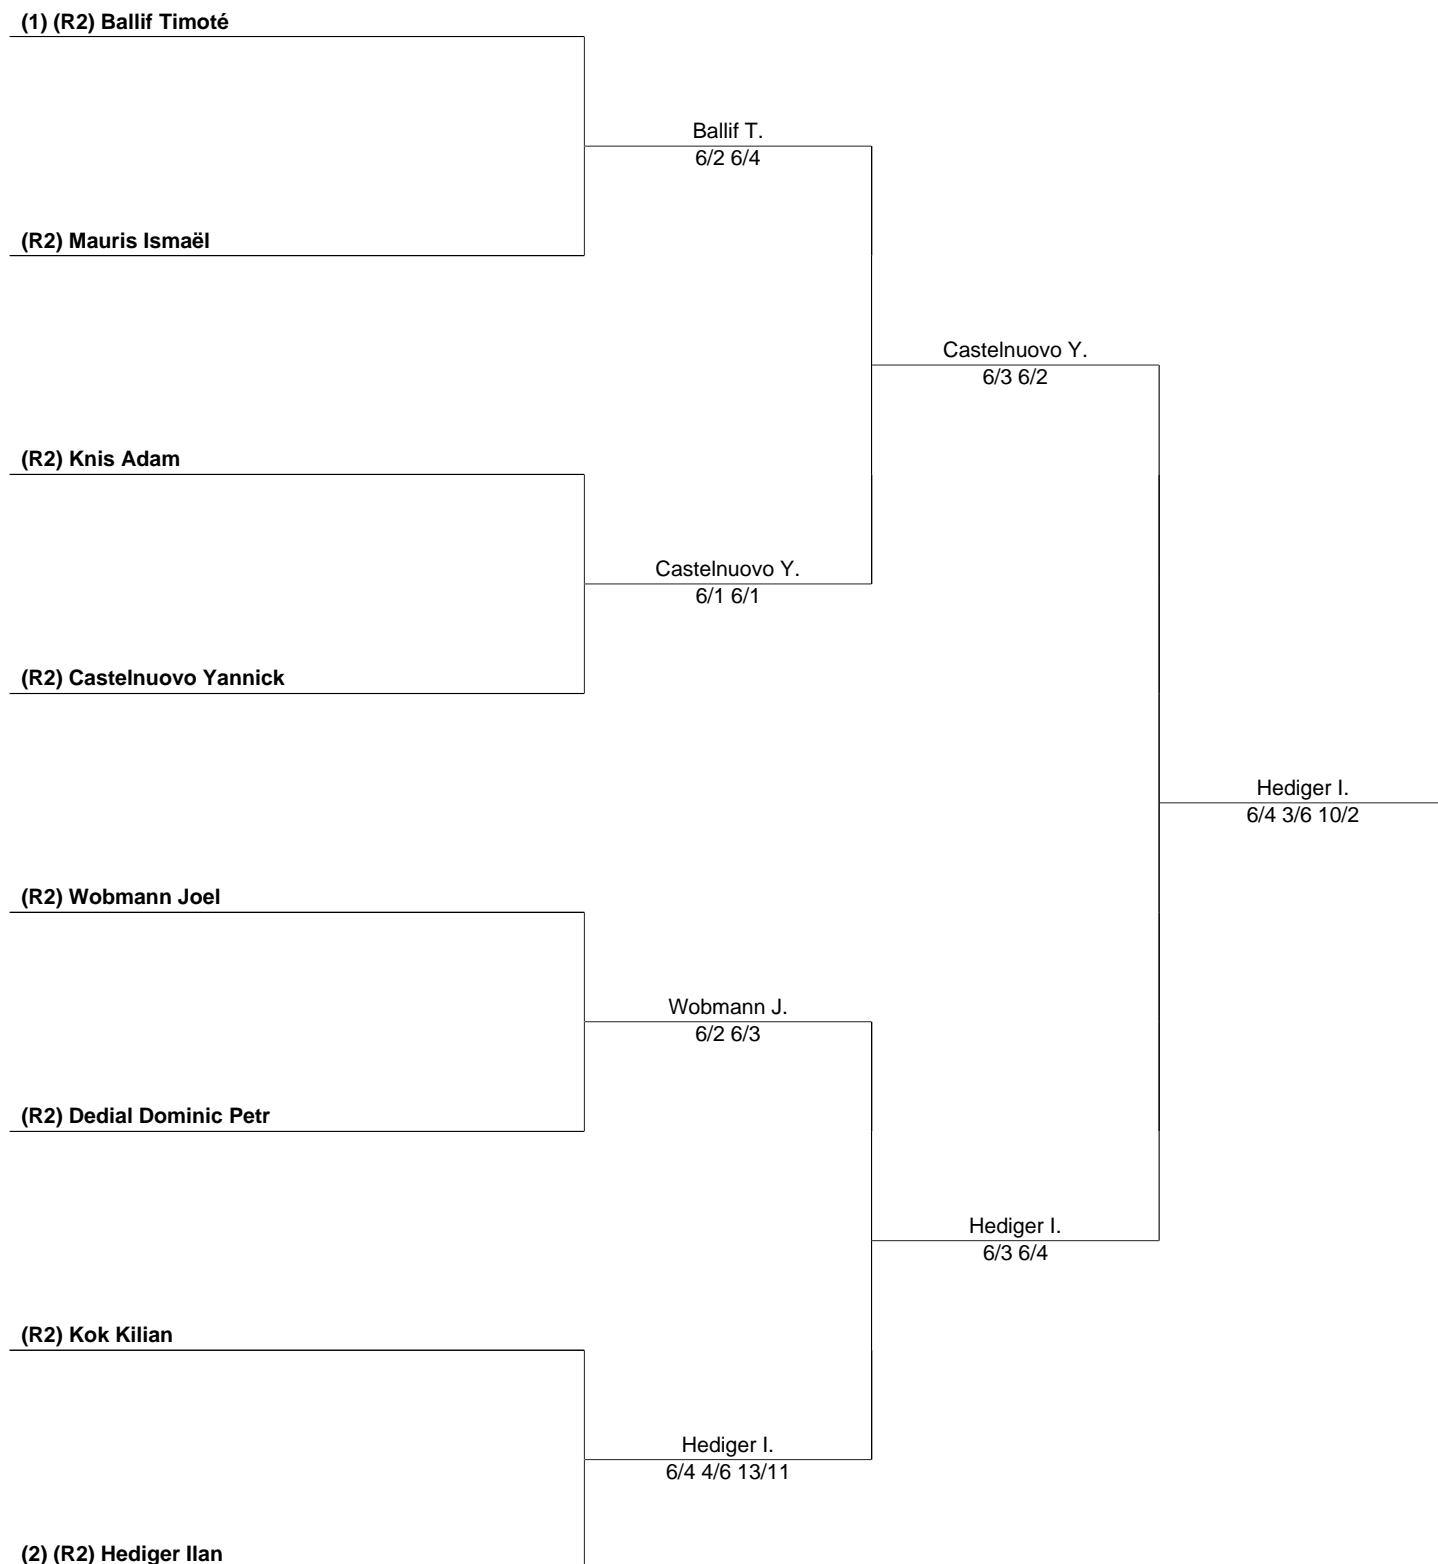 (1) (R2) Ballif Timoté
Ballif T.
6/2 6/4
(R2) Mauris Ismaël
Castelnuovo Y.
6/3 6/2
(R2) Knis Adam
Castelnuovo Y.
6/1 6/1
(R2) Castelnuovo Yannick
Hediger I.
6/4 3/6 10/2
(R2) Wobmann Joel
Wobmann J.
6/2 6/3
(R2) Dedial Dominic Petr
Hediger I.
6/3 6/4
(R2) Kok Kilian
Hediger I.
6/4 4/6 13/11
(2) (R2) Hediger Ilan